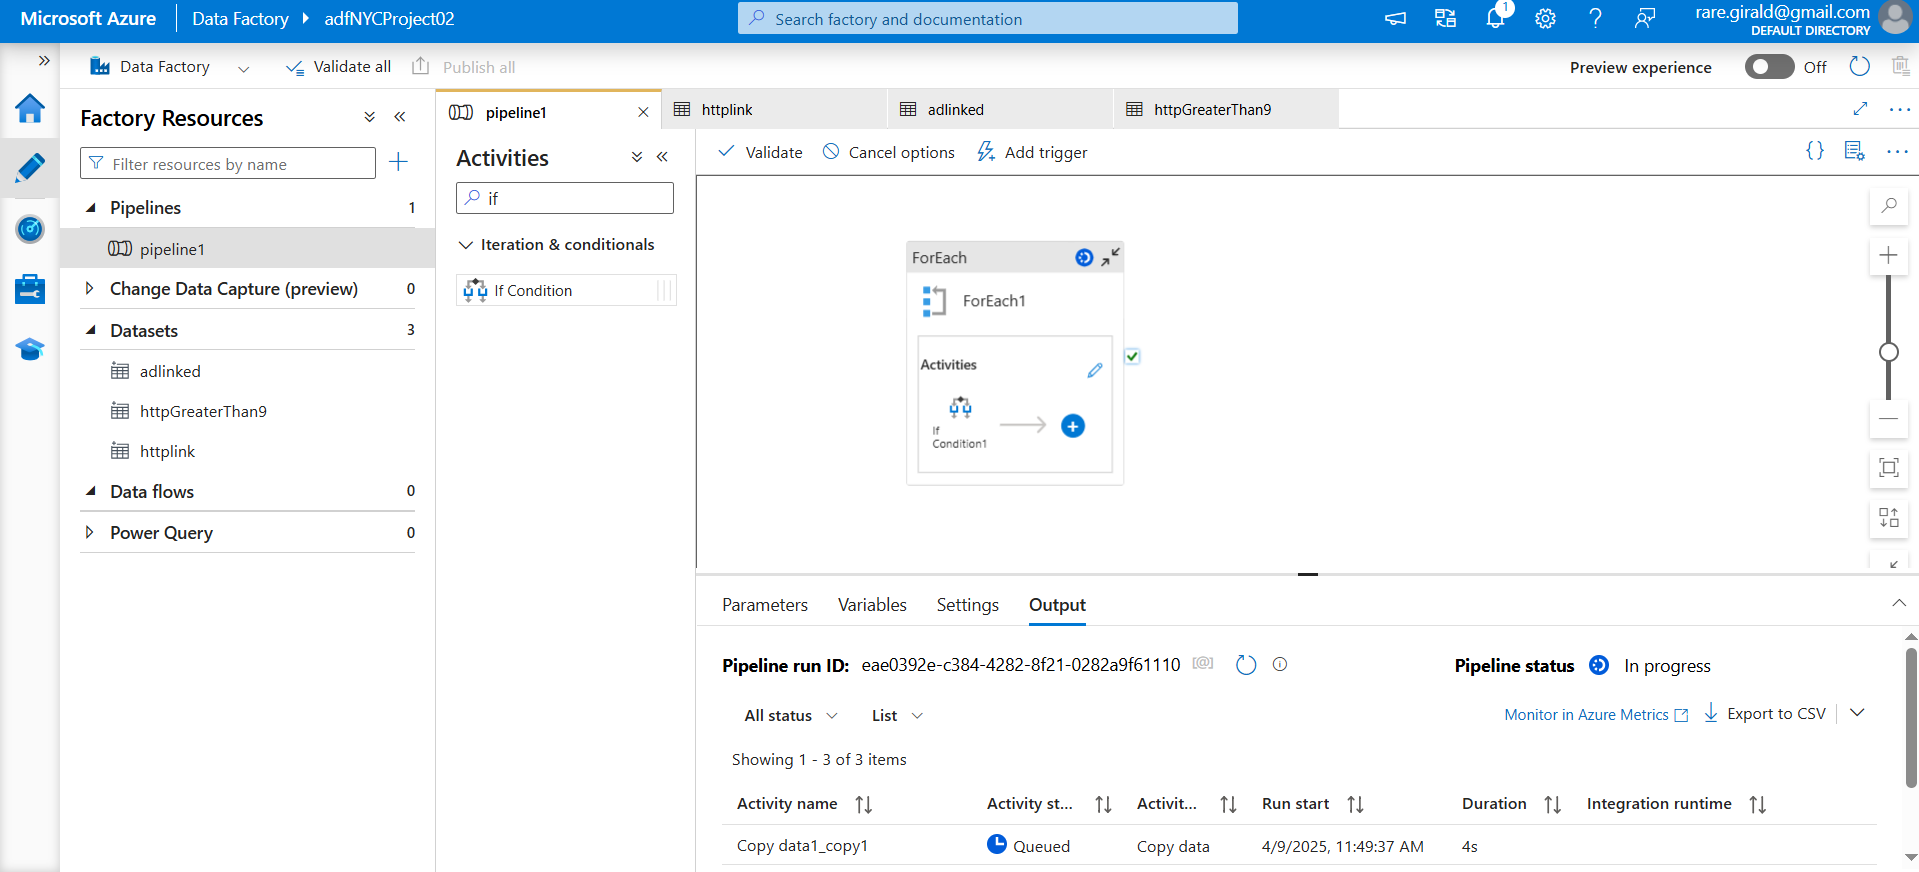 Microsoft Azure
Data Factory
adfNYCProject02
Search factory and documentation
1
rare.girald@gmail.com
DEFAULT DIRECTORY
Data Factory
Validate all
Publish all
Preview experience
Off
Factory Resources
Filter resources by name
Pipelines 1
pipeline1
Change Data Capture (preview) 0
Datasets 3
adlinked
httpGreaterThan9
httplink
Data flows 0
Power Query 0
pipeline1
httplink
adlinked
httpGreaterThan9
Activities
if
Iteration & conditionals
If Condition
Validate
Cancel options
Add trigger
ForEach
ForEach1
Activities
If
Condition1
Parameters
Variables
Settings
Output
Pipeline run ID: eae0392e-c384-4282-8f21-0282a9f61110
Pipeline status In progress
All status
List
Monitor in Azure Metrics
Export to CSV
Showing 1 - 3 of 3 items
Activity name Activity st... Activit... Run start Duration Integration runtime
Copy data1_copy1 Queued Copy data 4/9/2025, 11:49:37 AM 4s